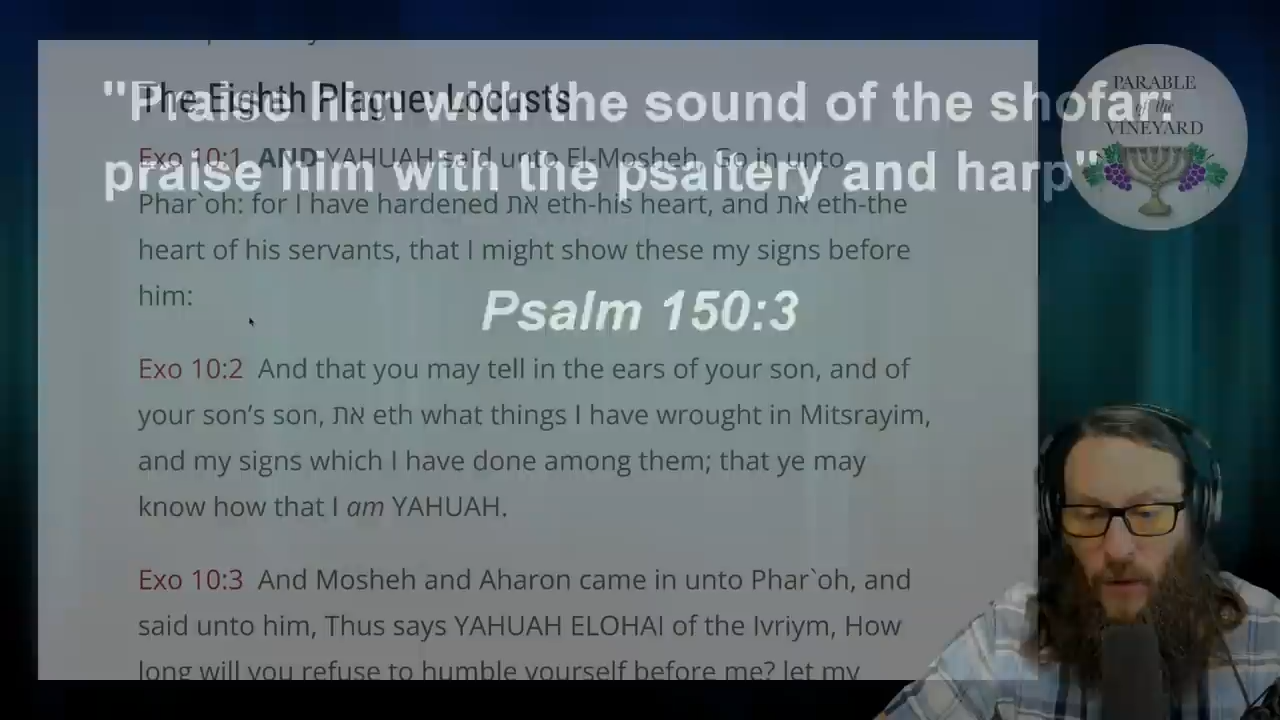 "Praise him with the sound of the shofar:
praise him with the psaltery and harp"
Psalm 150:3
The Eighth Plague: Locusts
Exo 10:1 AND YAHUAH said unto El-Mosheh, Go in unto
Phar`oh: for I have hardened את eth-his heart, and את eth-the
heart of his servants, that I might show these my signs before
him:
Exo 10:2 And that you may tell in the ears of your son, and of
your son's son, את eth what things I have wrought in Mitsrayim,
and my signs which I have done among them; that ye may
know how that I am YAHUAH.
Exo 10:3 And Mosheh and Aharon came in unto Phar`oh, and
said unto him, Thus says YAHUAH ELOHAI of the Ivriym, How
long will you refuse to humble yourself before me? let my
PARABLE
of the
VINEYARD